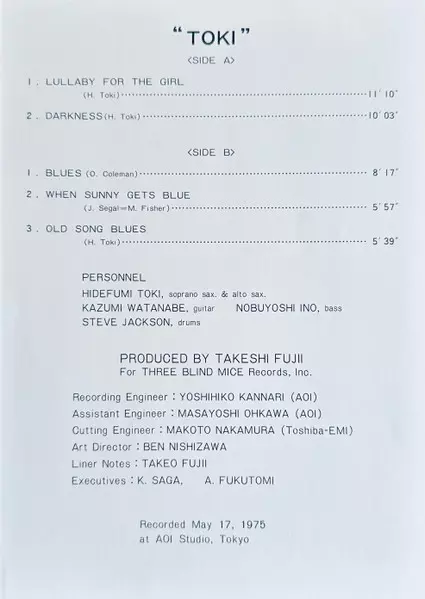 “TOKI”
〈SIDE A〉
1. LULLABY FOR THE GIRL
(H. Toki)⋯⋯⋯⋯⋯⋯⋯⋯⋯⋯⋯⋯⋯⋯⋯⋯11′10″
2. DARKNESS(H. Toki)⋯⋯⋯⋯⋯⋯⋯⋯⋯⋯⋯⋯⋯⋯10′03″
〈SIDE B〉
1. BLUES (O. Coleman)⋯⋯⋯⋯⋯⋯⋯⋯⋯⋯⋯⋯⋯⋯ 8′17″
2. WHEN SUNNY GETS BLUE
(J. Segal=M. Fisher)⋯⋯⋯⋯⋯⋯⋯⋯⋯⋯⋯⋯ 5′57″
3. OLD SONG BLUES
(H. Toki)⋯⋯⋯⋯⋯⋯⋯⋯⋯⋯⋯⋯⋯⋯⋯⋯ 5′39″
PERSONNEL
HIDEFUMI TOKI, soprano sax. & alto sax.
KAZUMI WATANABE, guitar NOBUYOSHI INO, bass
STEVE JACKSON, drums
PRODUCED BY TAKESHI FUJII
For THREE BLIND MICE Records, Inc.
Recording Engineer : YOSHIHIKO KANNARI (AOI)
Assistant Engineer : MASAYOSHI OHKAWA (AOI)
Cutting Engineer : MAKOTO NAKAMURA (Toshiba-EMI)
Art Director : BEN NISHIZAWA
Liner Notes : TAKEO FUJII
Executives : K. SAGA, A. FUKUTOMI
Recorded May 17, 1975
at AOI Studio, Tokyo